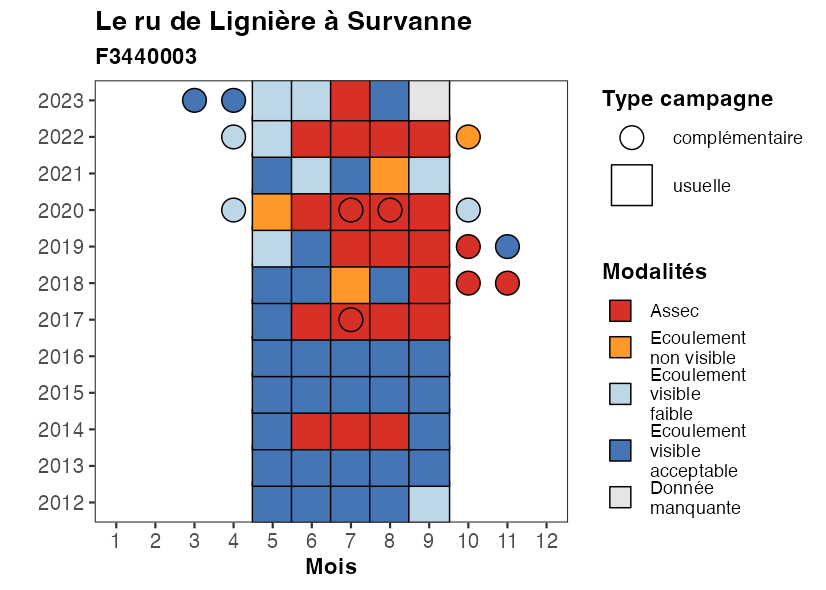 Le ru de Lignière à Survanne
F3440003
2023
2022
2021
2020
2019
2018
2017
2016
2015
2014
2013
2012
1 2 3 4 5 6 7 8 9 10 11 12
Mois
Type campagne
complémentaire
usuelle
Modalités
Assec
Ecoulement
non visible
Ecoulement
visible
faible
Ecoulement
visible
acceptable
Donnée
manquante